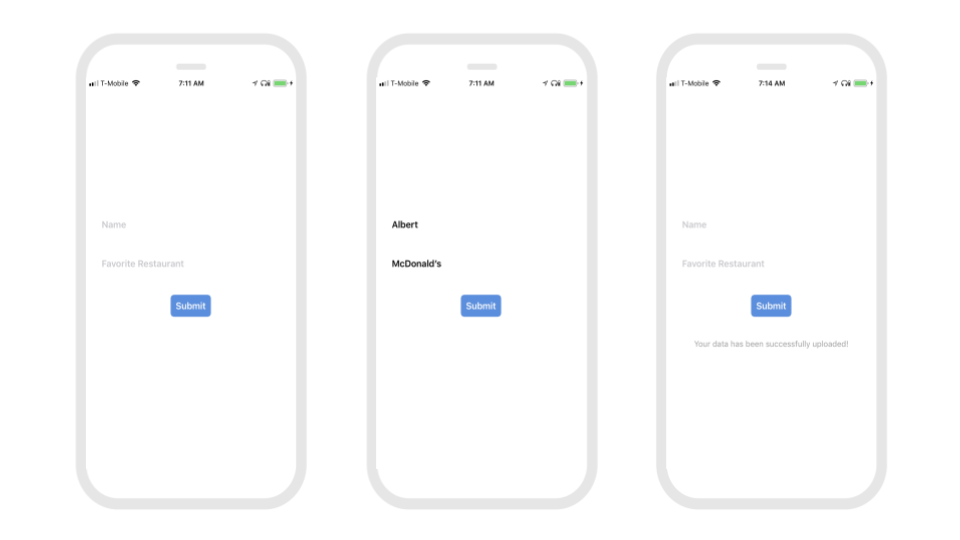 T-Mobile 7:11 AM
Name
Favorite Restaurant
Submit
T-Mobile 7:11 AM
Albert
McDonald's
Submit
T-Mobile 7:14 AM
Name
Favorite Restaurant
Submit
Your data has been successfully uploaded!